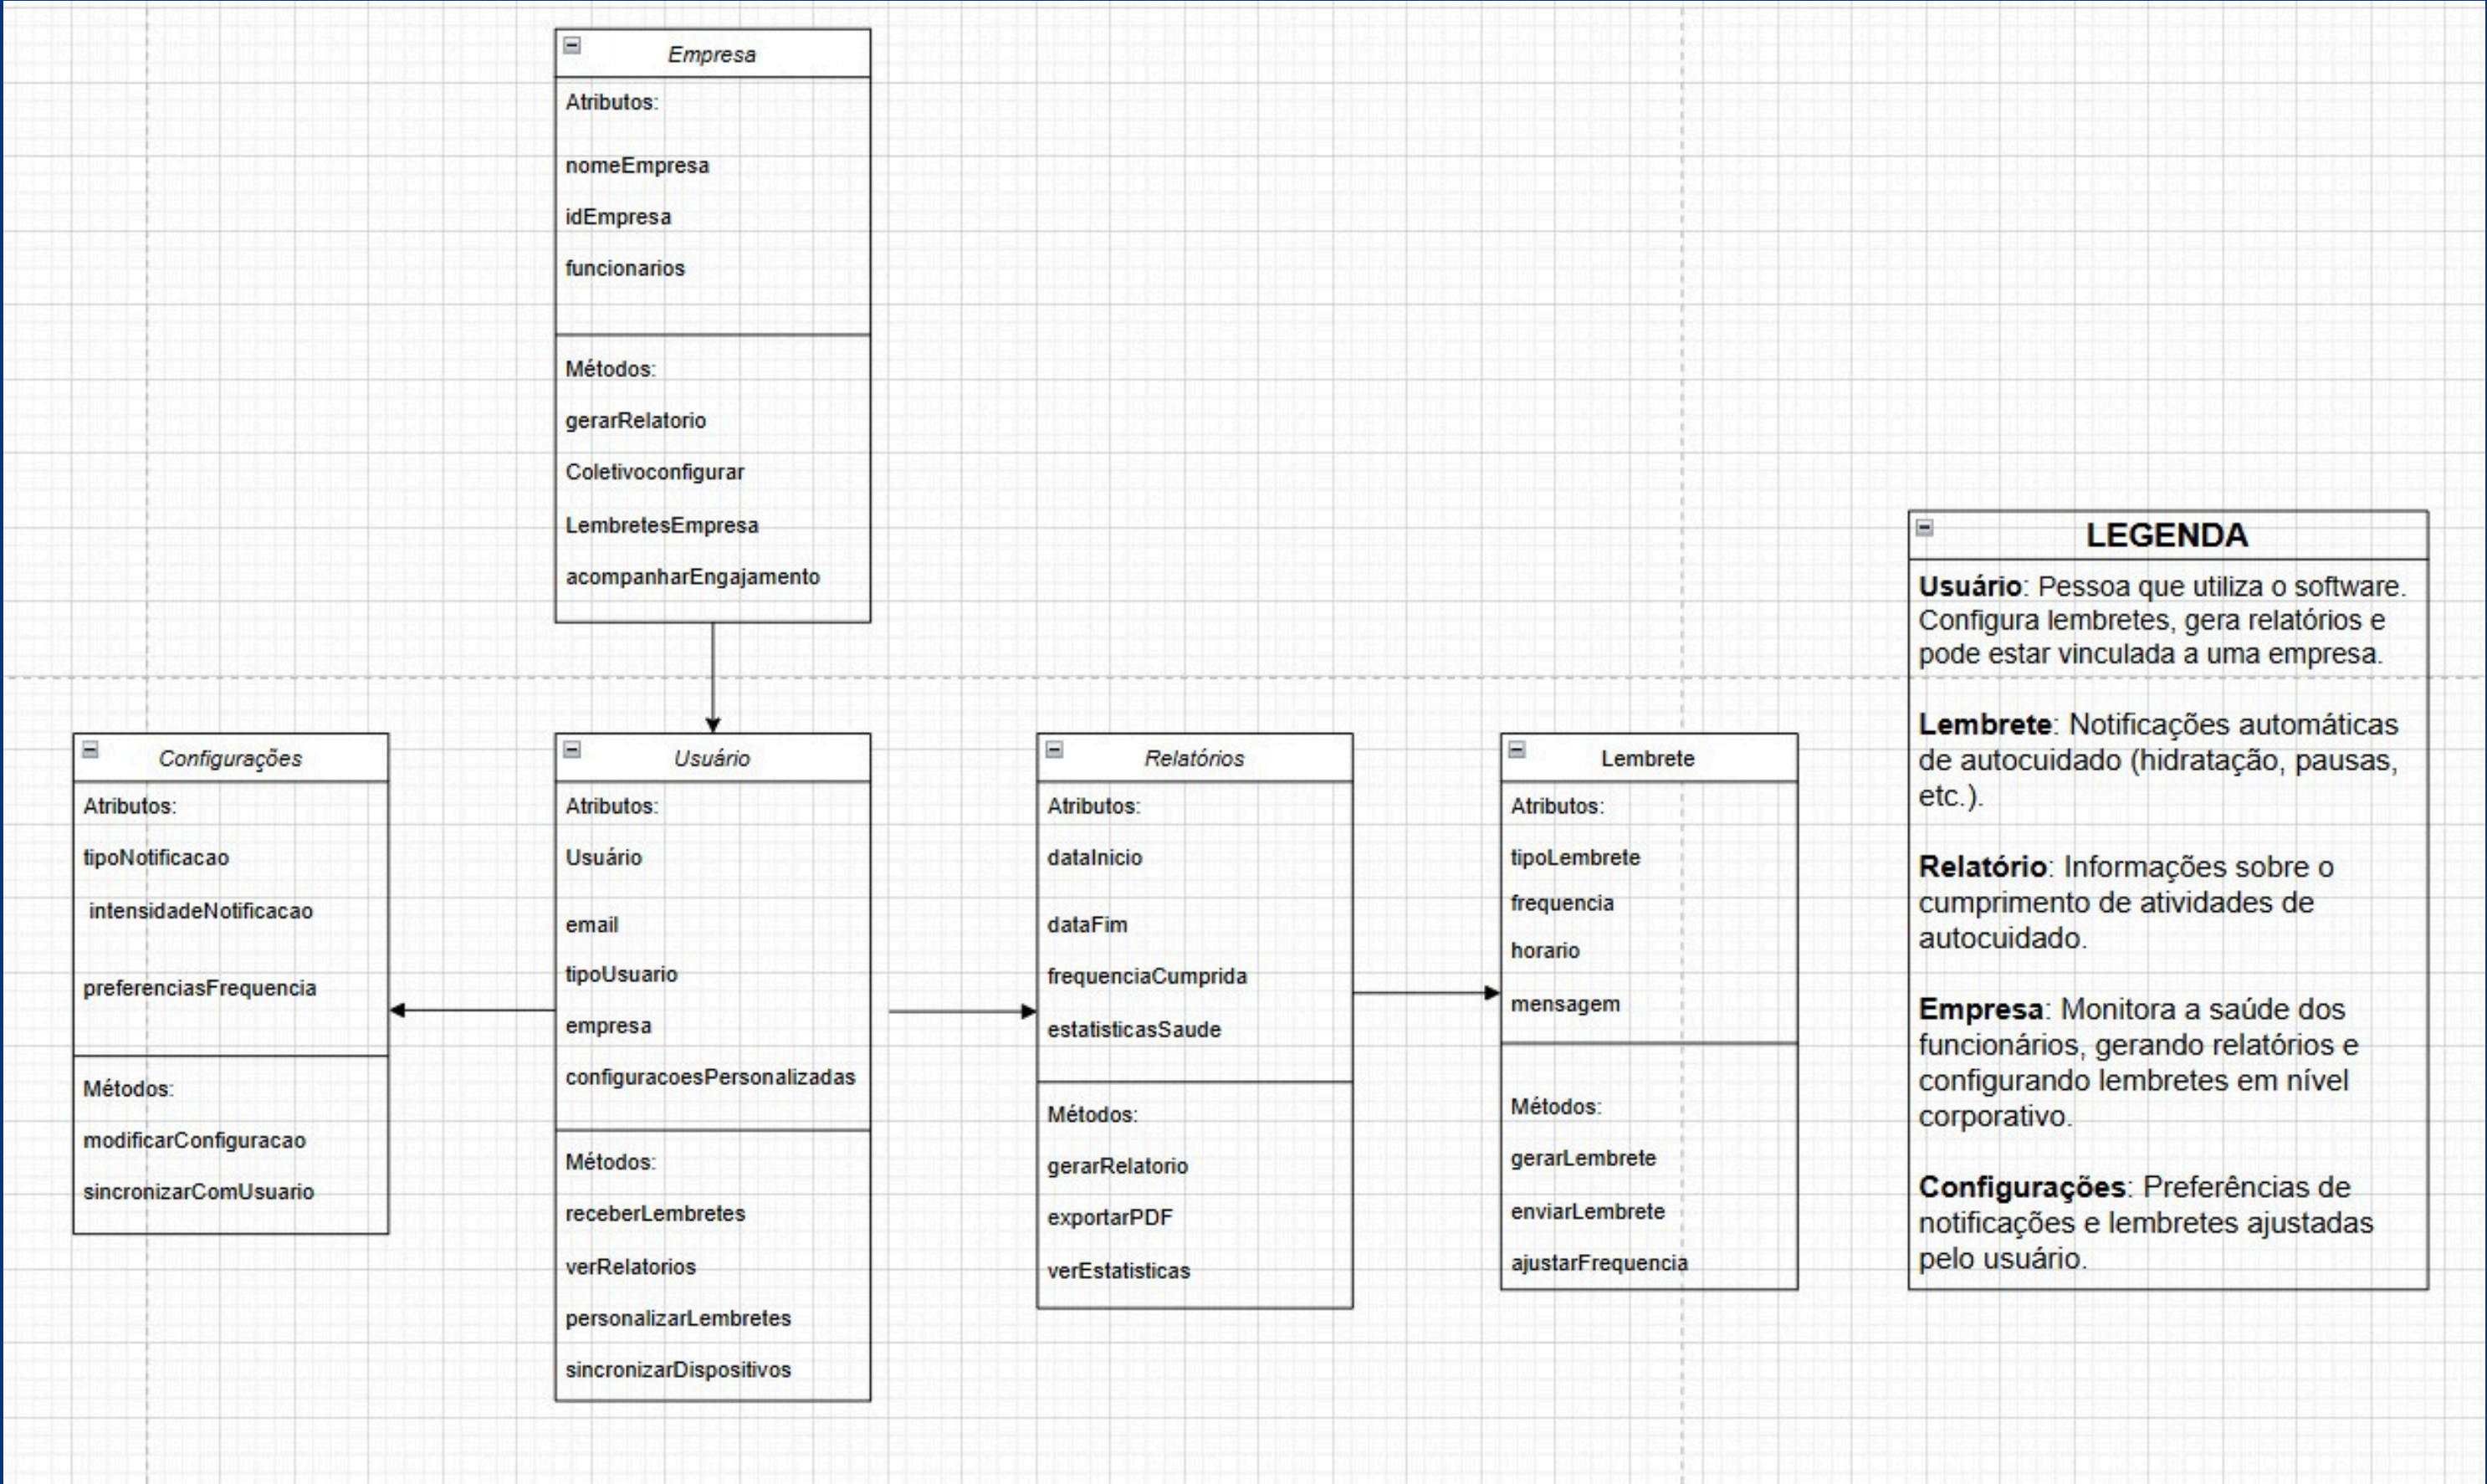 Empresa
Atributos:
nomeEmpresa
idEmpresa
funcionarios
Métodos:
gerarRelatorio
Coletivoconfigurar
LembretesEmpresa
acompanharEngajamento
Configurações
Atributos:
tipoNotificacao
intensidadeNotificacao
preferenciasFrequencia
Métodos:
modificarConfiguracao
sincronizarComUsuario
Usuário
Atributos:
Usuário
email
tipoUsuario
empresa
configuracoesPersonalizadas
Métodos:
receberLembretes
verRelatorios
personalizarLembretes
sincronizarDispositivos
Relatórios
Atributos:
dataInicio
dataFim
frequenciaCumprida
estatisticasSaude
Métodos:
gerarRelatorio
exportarPDF
verEstatisticas
Lembrete
Atributos:
tipoLembrete
frequencia
horario
mensagem
Métodos:
gerarLembrete
enviarLembrete
ajustarFrequencia
LEGENDA
Usuário: Pessoa que utiliza o software.
Configura lembretes, gera relatórios e
pode estar vinculada a uma empresa.
Lembrete: Notificações automáticas
de autocuidado (hidratação, pausas,
etc.).
Relatório: Informações sobre o
cumprimento de atividades de
autocuidado.
Empresa: Monitora a saúde dos
funcionários, gerando relatórios e
configurando lembretes em nível
corporativo.
Configurações: Preferências de
notificações e lembretes ajustadas
pelo usuário.